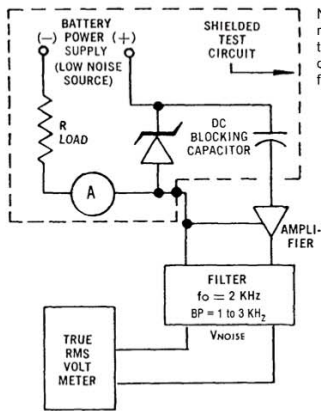 BATTERY
(−) POWER (+)
SUPPLY
(LOW NOISE
SOURCE)
SHIELDED
TEST
CIRCUIT
R
LOAD
DC
BLOCKING
CAPACITOR
A
AMPLI-
FIER
FILTER
fo = 2 KHz
BP = 1 to 3 KHz
VNOISE
TRUE
RMS
VOLT
METER